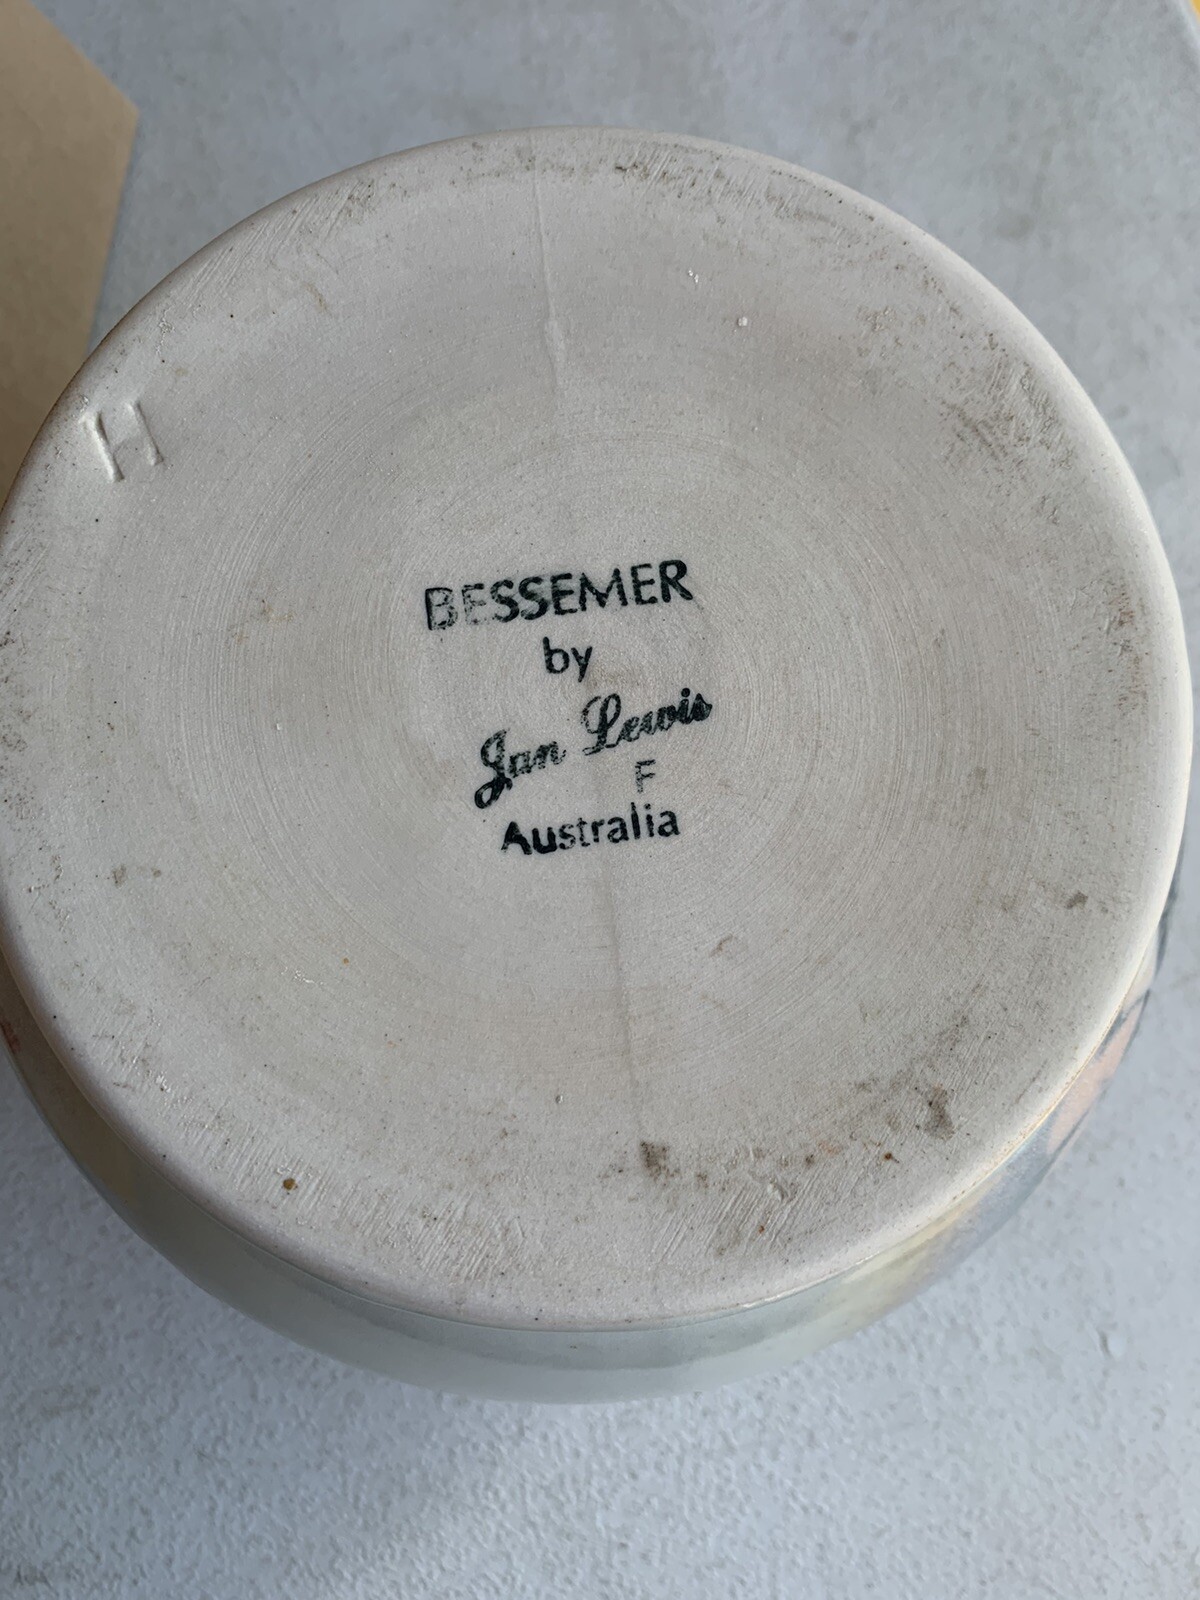 H
BESSEMER
by
Jan Lewis
F
Australia